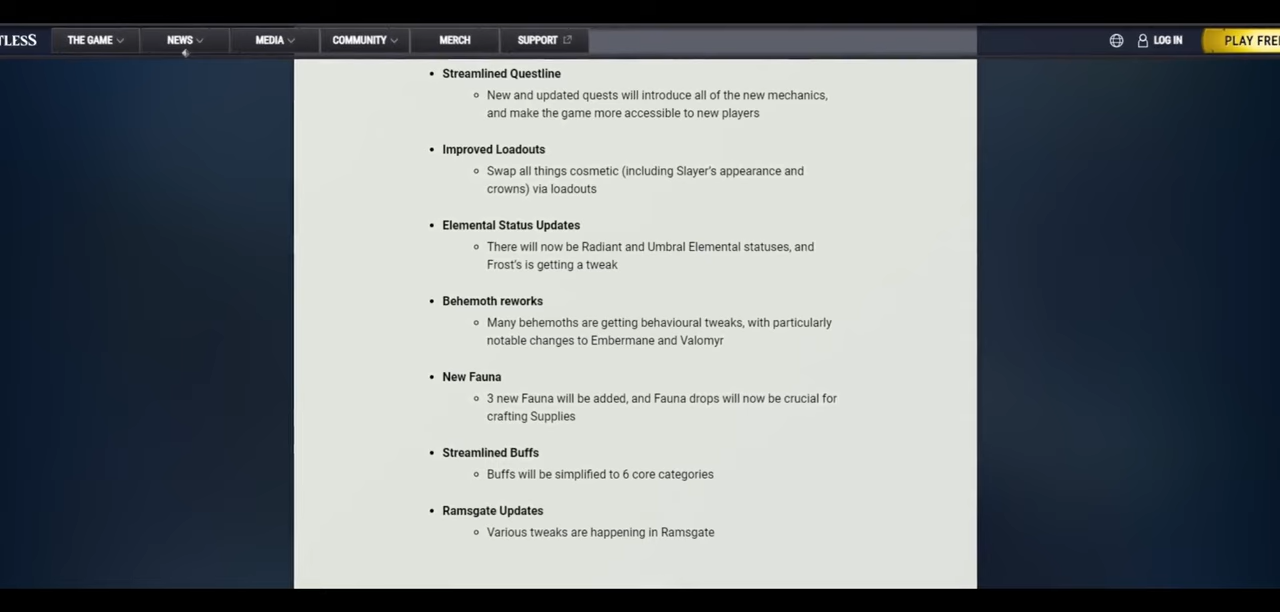 TLESS THE GAME NEWS MEDIA COMMUNITY MERCH SUPPORT LOG IN PLAY FRE
Streamlined Questline
New and updated quests will introduce all of the new mechanics,
and make the game more accessible to new players
Improved Loadouts
Swap all things cosmetic (including Slayer's appearance and
crowns) via loadouts
Elemental Status Updates
There will now be Radiant and Umbral Elemental statuses, and
Frost's is getting a tweak
Behemoth reworks
Many behemoths are getting behavioural tweaks, with particularly
notable changes to Embermane and Valomyr
New Fauna
3 new Fauna will be added, and Fauna drops will now be crucial for
crafting Supplies
Streamlined Buffs
Buffs will be simplified to 6 core categories
Ramsgate Updates
Various tweaks are happening in Ramsgate